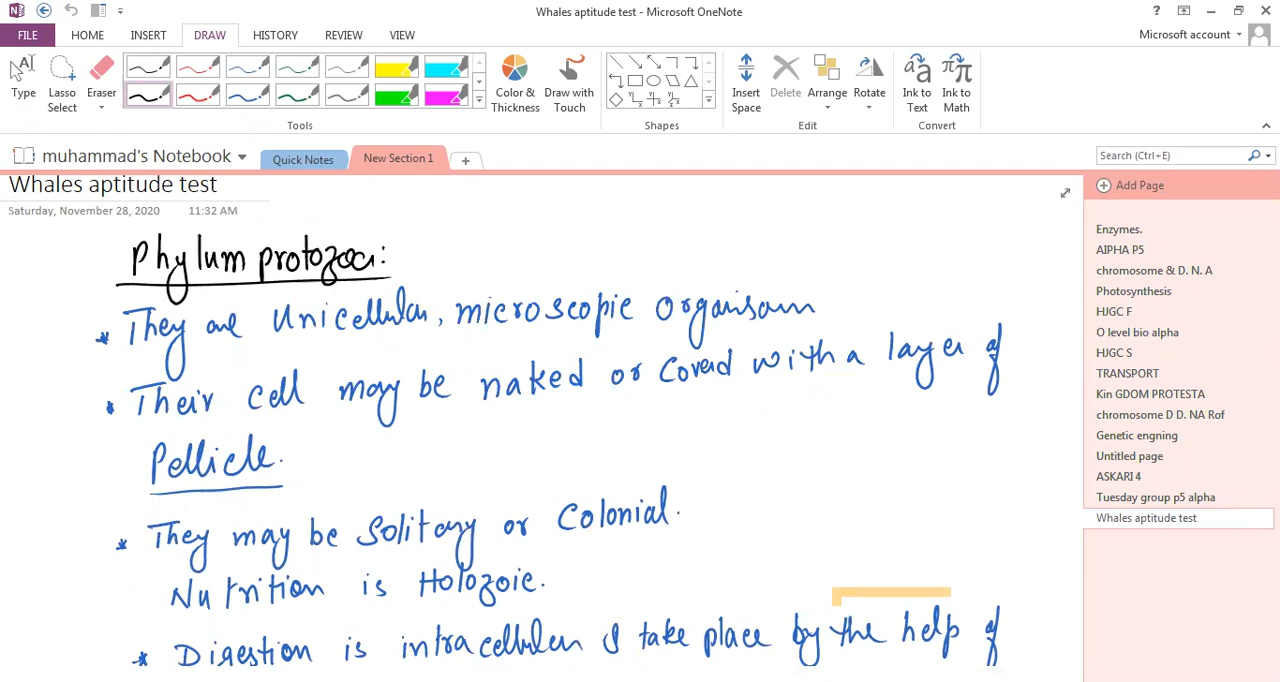 Whales aptitude test - Microsoft OneNote
?
Microsoft account
FILE HOME INSERT DRAW HISTORY REVIEW VIEW
Type Lasso Select Eraser Color & Thickness Draw with Touch Insert Space Delete Arrange Rotate Ink to Text Ink to Math
Tools Shapes Edit Convert
muhammad's Notebook Quick Notes New Section 1 + Search (Ctrl+E)
Whales aptitude test
Saturday, November 28, 2020 11:32 AM
Phylum protozoa:
* They are Unicellular, microscopic organisam
• Their cell may be naked or Coverd with a layer of
Pellicle.
* They may be Solitary or Colonial.
Nutrition is Holozoic.
* Digestion is intracellular & take place by the help of
Add Page
Enzymes.
AlPHA P5
chromosome & D. N. A
Photosynthesis
HJGC F
O level bio alpha
HJGC S
TRANSPORT
Kin GDOM PROTESTA
chromosome D D. NA Rof
Genetic engning
Untitled page
ASKARI 4
Tuesday group p5 alpha
Whales aptitude test